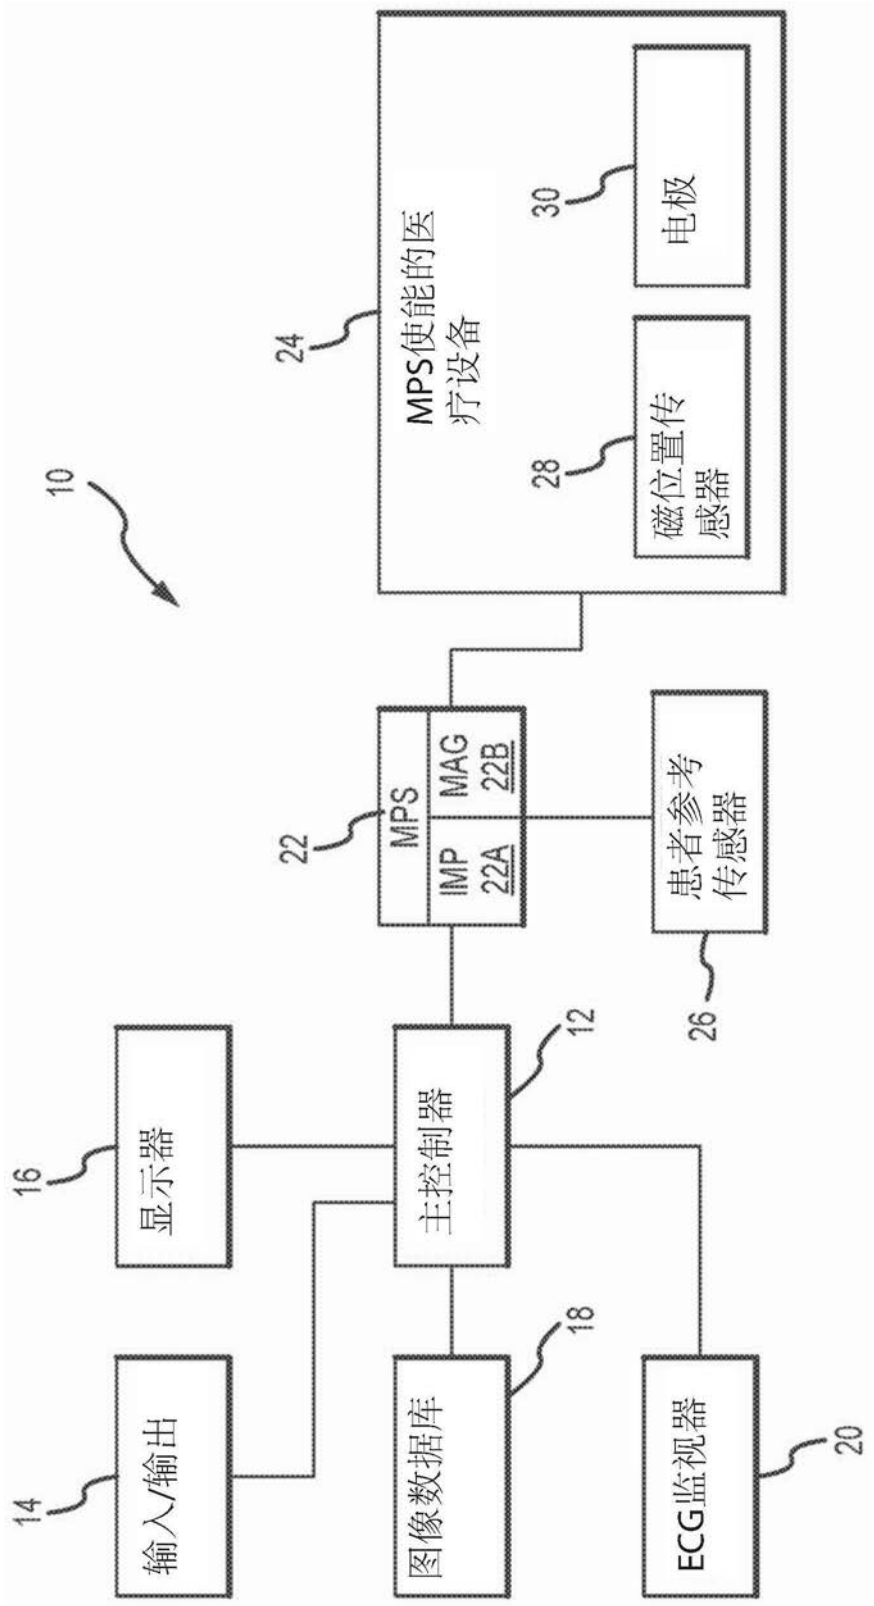 10
14
输入/输出
16
显示器
图像数据库
18
主控制器
12
ECG监视器
20
22
MPS
IMP
22A
MAG
22B
患者参考
传感器
26
24
MPS使能的医
疗设备
28
磁位置传
感器
30
电极